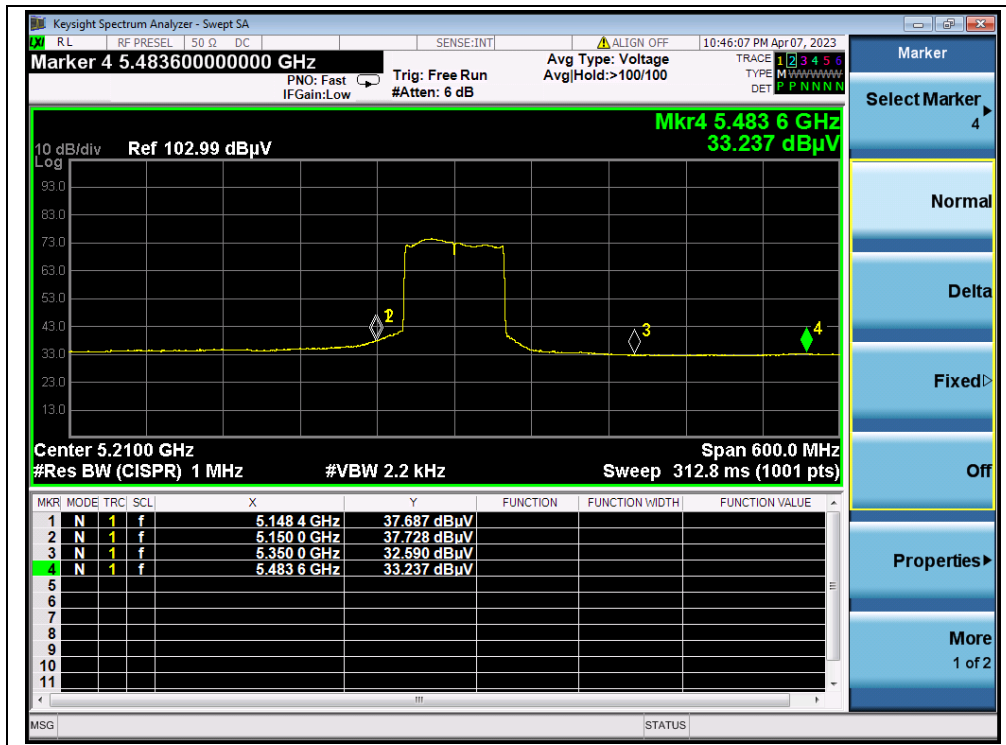 Keysight Spectrum Analyzer - Swept SA
LXI RL RF PRESEL 50 Ω DC SENSE:INT ALIGN OFF 10:46:07 PM Apr 07, 2023
Marker 4 5.483600000000 GHz
PNO: Fast
IFGain:Low
Trig: Free Run
#Atten: 6 dB
Avg Type: Voltage
Avg|Hold:>100/100
TRACE 1 2 3 4 5 6
TYPE M WWWWW
DET P P N N N N
Mkr4 5.483 6 GHz
33.237 dBµV
10 dB/div Ref 102.99 dBµV
Log
93.0
83.0
73.0
63.0
53.0
43.0
33.0
23.0
13.0
1
2
3
4
Center 5.2100 GHz Span 600.0 MHz
#Res BW (CISPR) 1 MHz #VBW 2.2 kHz Sweep 312.8 ms (1001 pts)
MKR MODE TRC SCL X Y FUNCTION FUNCTION WIDTH FUNCTION VALUE
1 N 1 f 5.148 4 GHz 37.687 dBµV
2 N 1 f 5.150 0 GHz 37.728 dBµV
3 N 1 f 5.350 0 GHz 32.590 dBµV
4 N 1 f 5.483 6 GHz 33.237 dBµV
5
6
7
8
9
10
11
MSG STATUS
Marker
Select Marker
4
Normal
Delta
Fixed
Off
Properties
More
1 of 2